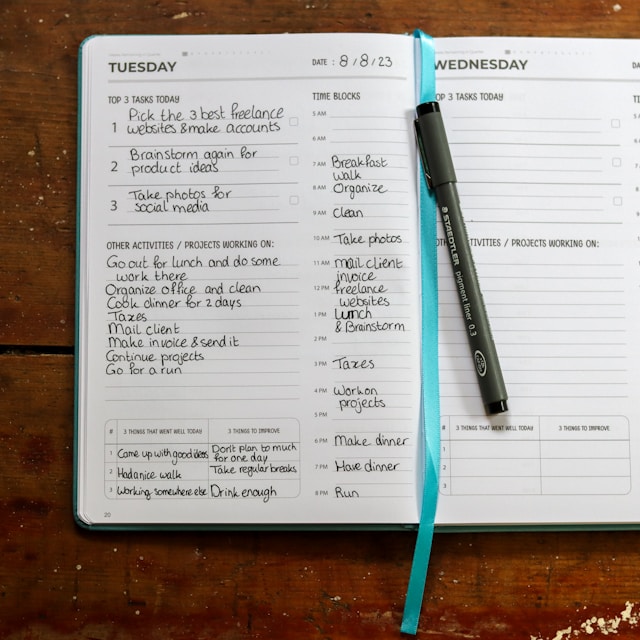 TUESDAY
DATE : 8/8/23
TOP 3 TASKS TODAY
1 Pick the 3 best freelance
websites & make accounts
2 Brainstorm again for
product ideas
3 Take photos for
social media
OTHER ACTIVITIES / PROJECTS WORKING ON:
Go out for lunch and do some
work there
Organize office and clean
Cook dinner for 2 days
Taxes
Mail client
Make invoice & send it
Continue projects
Go for a run
# 3 THINGS THAT WENT WELL TODAY 3 THINGS TO IMPROVE
1 Came up with good ideas Don't plan to much
for one day
2 Had a nice walk Take regular breaks
3 Working somewhere else Drink enough
20
TIME BLOCKS
5 AM
6 AM
7 AM Breakfast
walk
8 AM Organize
9 AM Clean
10 AM Take photos
11 AM Mail client
invoice
12 PM freelance
websites
1 PM Lunch
& Brainstorm
2 PM
3 PM Taxes
4 PM Work on
projects
5 PM
6 PM Make dinner
7 PM Have dinner
8 PM Run
WEDNESDAY
DA
TOP 3 TASKS TODAY
OTHER ACTIVITIES / PROJECTS WORKING ON:
# 3 THINGS THAT WENT WELL TODAY 3 THINGS TO IMPROVE
1
2
3
STAEDTLER
pigment liner 0.3